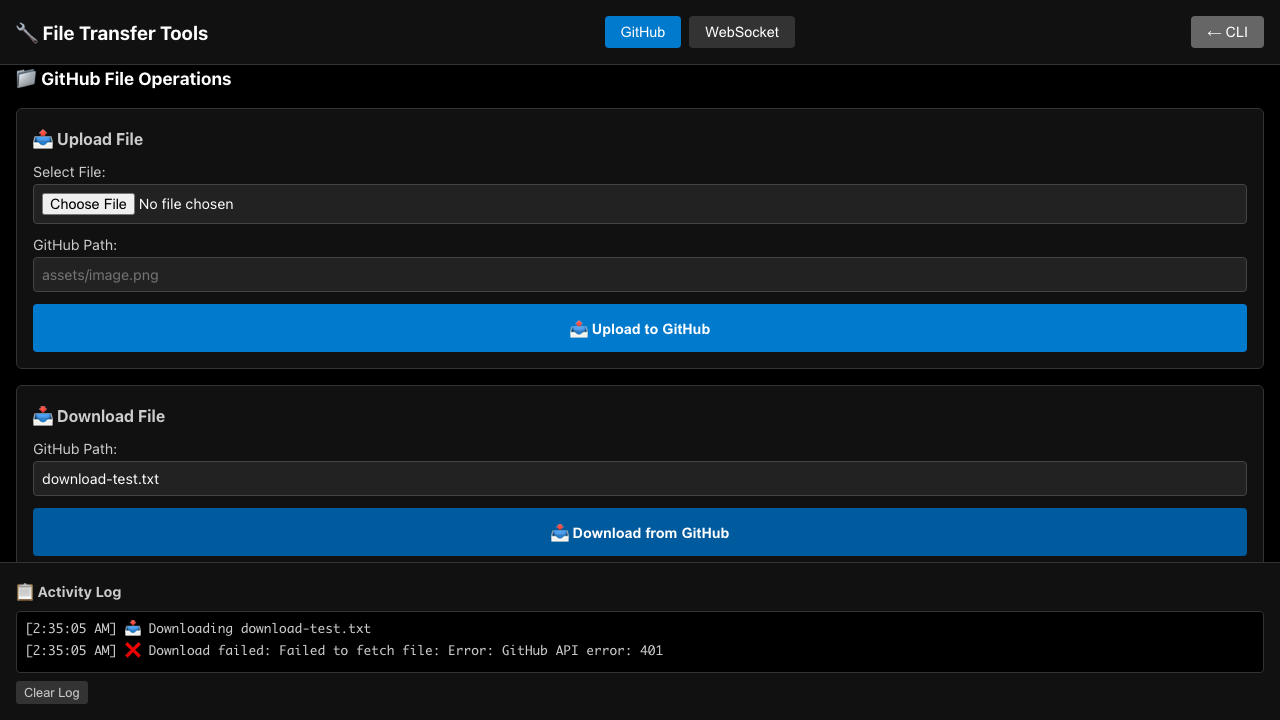 🔧 File Transfer Tools
GitHub
WebSocket
← CLI
📁 GitHub File Operations
📤 Upload File
Select File:
Choose File No file chosen
GitHub Path:
assets/image.png
📤 Upload to GitHub
📥 Download File
GitHub Path:
download-test.txt
📥 Download from GitHub
📋 Activity Log
[2:35:05 AM] 📥 Downloading download-test.txt
[2:35:05 AM] ❌ Download failed: Failed to fetch file: Error: GitHub API error: 401
Clear Log